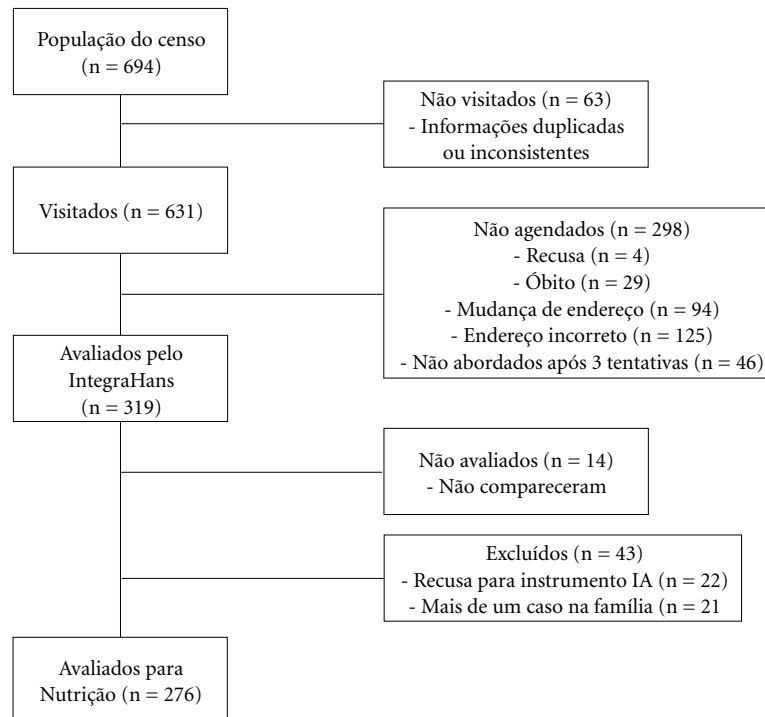 População do censo
(n = 694)
Não visitados (n = 63)
- Informações duplicadas
ou inconsistentes
Visitados (n = 631)
Não agendados (n = 298)
- Recusa (n = 4)
- Óbito (n = 29)
- Mudança de endereço (n = 94)
- Endereço incorreto (n = 125)
- Não abordados após 3 tentativas (n = 46)
Avaliados pelo
IntegraHans
(n = 319)
Não avaliados (n = 14)
- Não compareceram
Excluídos (n = 43)
- Recusa para instrumento IA (n = 22)
- Mais de um caso na família (n = 21
Avaliados para
Nutrição (n = 276)